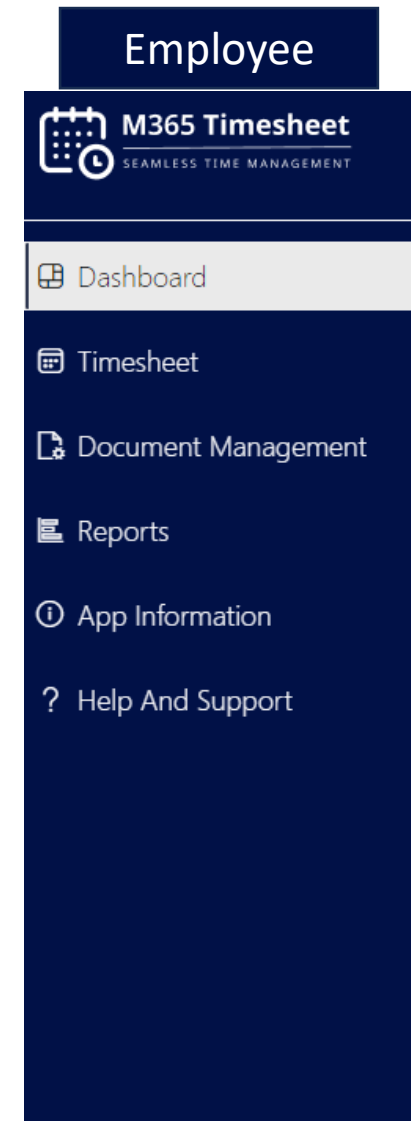 Employee
M365 Timesheet
SEAMLESS TIME MANAGEMENT
Dashboard
Timesheet
Document Management
Reports
App Information
? Help And Support